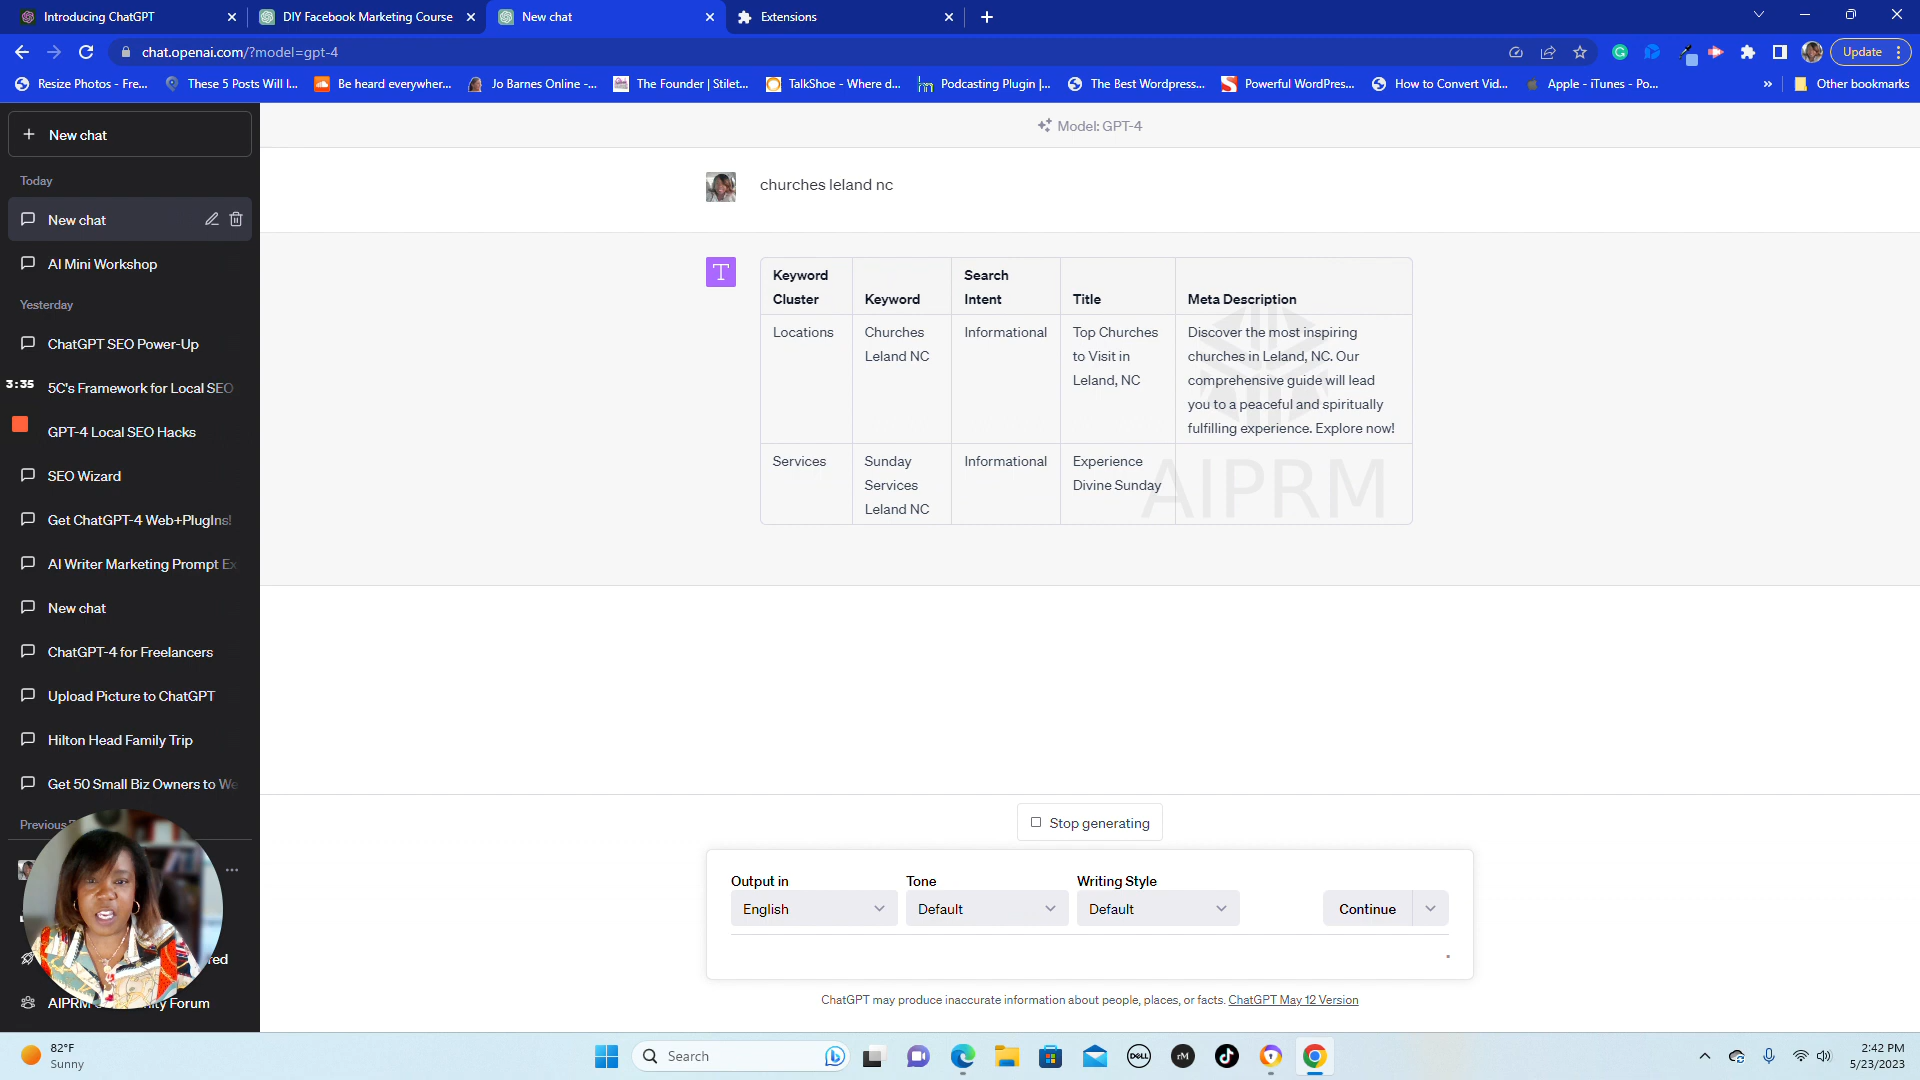 Introducing ChatGPT
DIY Facebook Marketing Course
New chat
Extensions
chat.openai.com/?model=gpt-4
Update
Resize Photos - Fre...
These 5 Posts Will I...
Be heard everywher...
Jo Barnes Online -...
The Founder | Stilet...
TalkShoe - Where d...
Podcasting Plugin |...
The Best Wordpress...
Powerful WordPres...
How to Convert Vid...
Apple - iTunes - Po...
Other bookmarks
New chat
Today
New chat
AI Mini Workshop
Yesterday
ChatGPT SEO Power-Up
3:35
5C's Framework for Local SEO
GPT-4 Local SEO Hacks
SEO Wizard
Get ChatGPT-4 Web+PlugIns!
AI Writer Marketing Prompt Ex
New chat
ChatGPT-4 for Freelancers
Upload Picture to ChatGPT
Hilton Head Family Trip
Get 50 Small Biz Owners to We
Previous
AIPRM
Forum
Model: GPT-4
churches leland nc
T
Keyword Cluster
Keyword
Search Intent
Title
Meta Description
Locations
Churches Leland NC
Informational
Top Churches to Visit in Leland, NC
Discover the most inspiring
churches in Leland, NC. Our
comprehensive guide will lead
you to a peaceful and spiritually
fulfilling experience. Explore now!
Services
Sunday Services Leland NC
Informational
Experience Divine Sunday
AIPRM
Stop generating
Output in
Tone
Writing Style
English
Default
Default
Continue
ChatGPT may produce inaccurate information about people, places, or facts. ChatGPT May 12 Version
82°F
Sunny
Search
DELL
rM
2:42 PM
5/23/2023